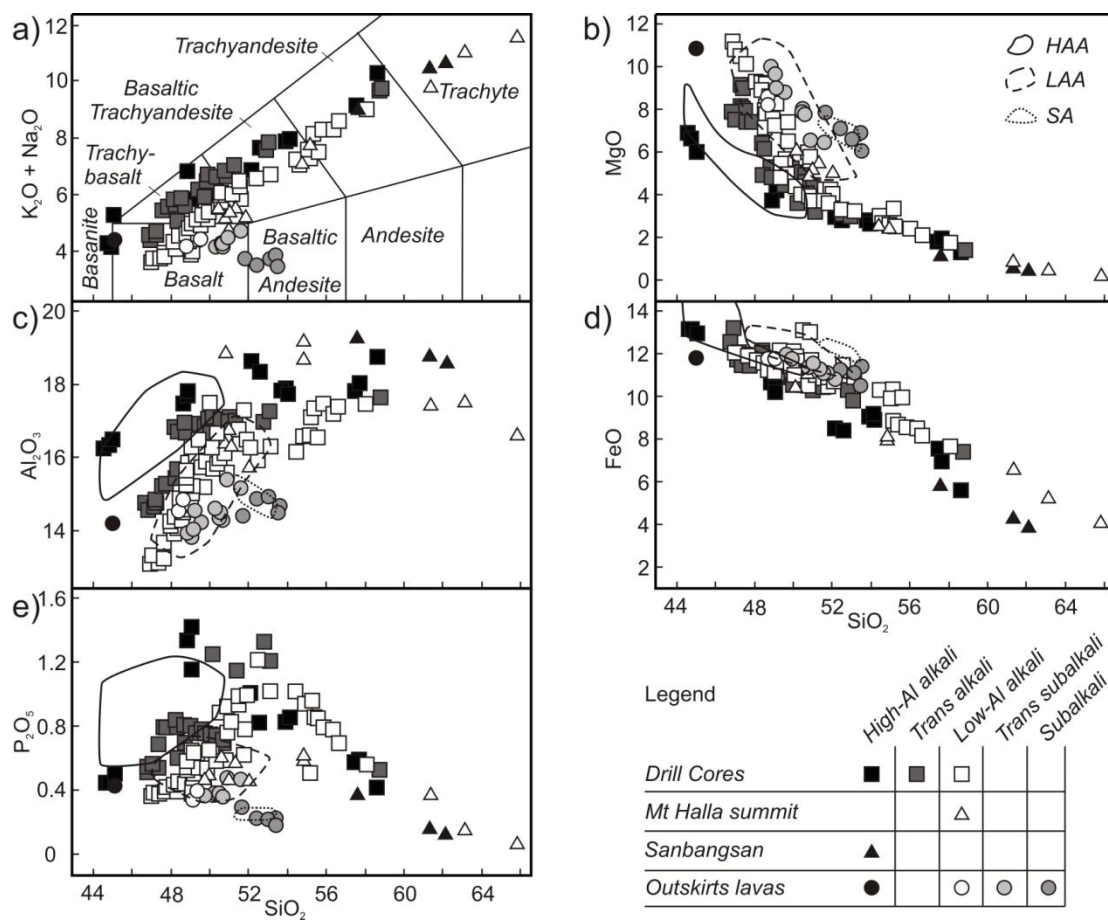 a)
K₂O + Na₂O
12
10
8
6
4
Trachyandesite
Basaltic
Trachyandesite
Trachy-
basalt
Basanite
Basalt
Basaltic
Andesite
Andesite
Trachyte
b)
MgO
12
10
8
6
4
2
0
HAA
LAA
SA
c)
Al₂O₃
20
18
16
14
d)
FeO
14
12
10
8
6
4
2
0
44 48 52 56 60 64
SiO₂
e)
P₂O₅
1.6
1.2
0.8
0.4
0
44 48 52 56 60 64
SiO₂
Legend
High-Al alkali
Trans alkali
Low-Al alkali
Trans subalkali
Subalkali
Drill Cores
Mt Halla summit
Sanbangsan
Outskirts lavas